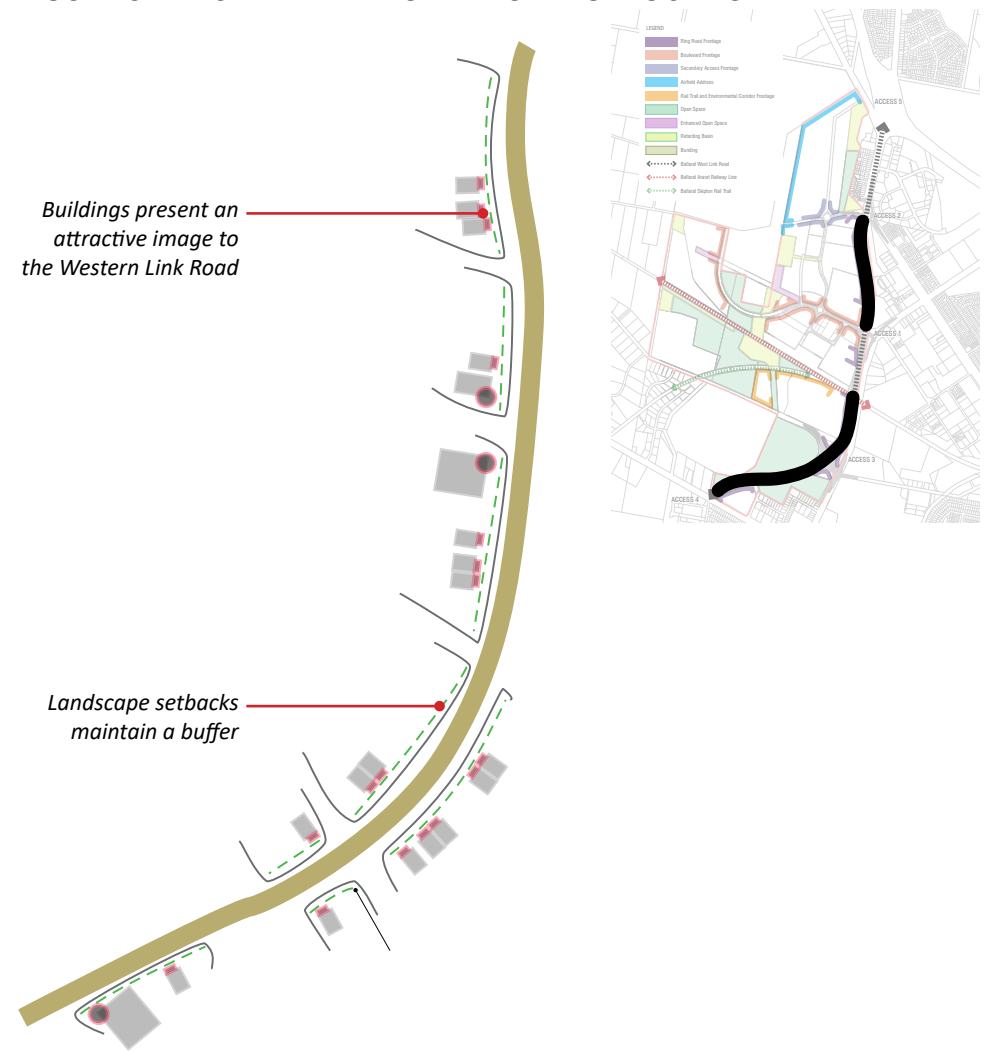 Buildings present an
attractive image to
the Western Link Road
Landscape setbacks
maintain a buffer
LEGEND
Ring Road Frontage
Boulevard Frontage
Secondary Access Frontage
Airfield Address
Rail Trail and Environmental Corridor Frontage
Open Space
Enhanced Open Space
Retarding Basin
Bunding
Ballarat West Link Road
Ballarat Ararat Railway Line
Ballarat Skipton Rail Trail
ACCESS 5
ACCESS 2
ACCESS 1
ACCESS 3
ACCESS 4